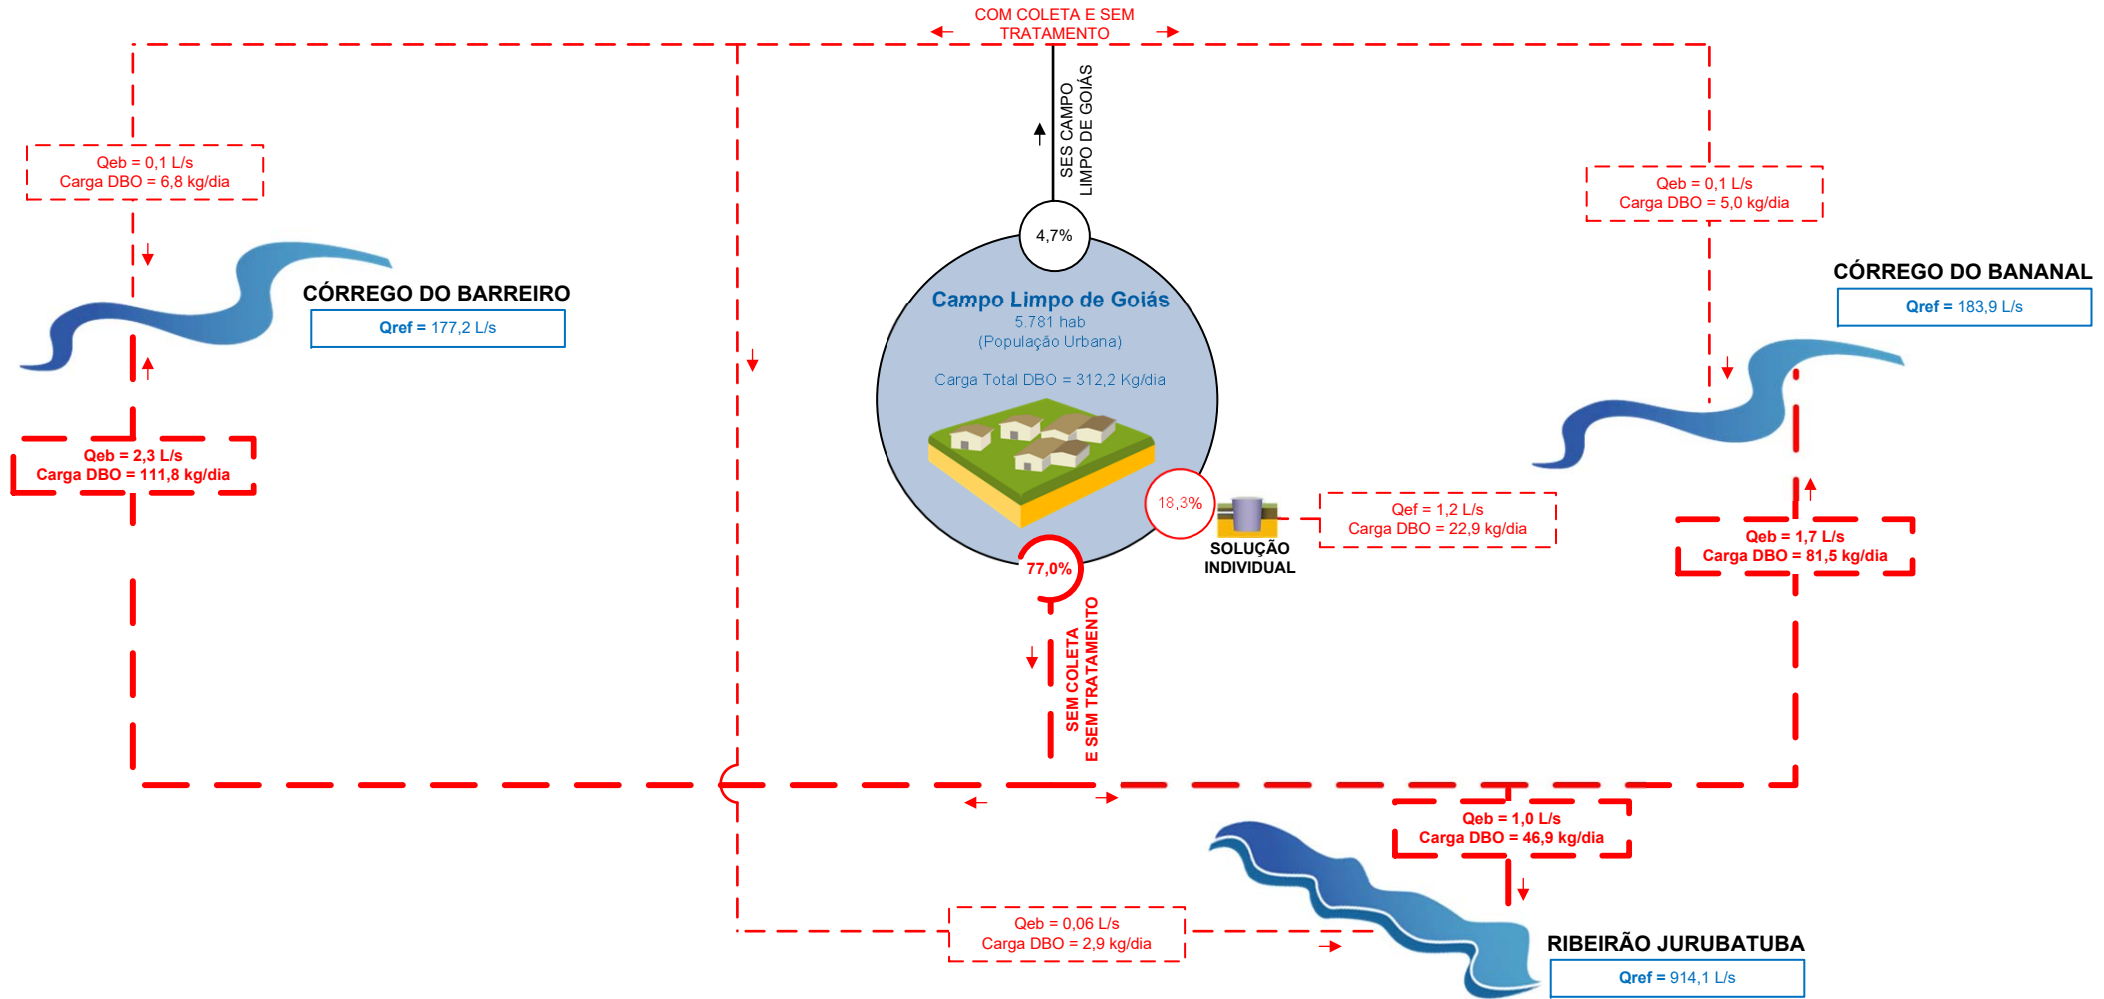 COM COLETA E SEM
TRATAMENTO
SES CAMPO
LIMPO DE GOIÁS
Qeb = 0,1 L/s
Carga DBO = 6,8 kg/dia
Qeb = 0,1 L/s
Carga DBO = 5,0 kg/dia
4,7%
CÓRREGO DO BARREIRO
Qref = 177,2 L/s
Campo Limpo de Goiás
5.781 hab
(População Urbana)
Carga Total DBO = 312,2 Kg/dia
CÓRREGO DO BANANAL
Qref = 183,9 L/s
Qeb = 2,3 L/s
Carga DBO = 111,8 kg/dia
18,3%
SOLUÇÃO
INDIVIDUAL
Qef = 1,2 L/s
Carga DBO = 22,9 kg/dia
Qeb = 1,7 L/s
Carga DBO = 81,5 kg/dia
77,0%
SEM COLETA
E SEM TRATAMENTO
Qeb = 1,0 L/s
Carga DBO = 46,9 kg/dia
Qeb = 0,06 L/s
Carga DBO = 2,9 kg/dia
RIBEIRÃO JURUBATUBA
Qref = 914,1 L/s